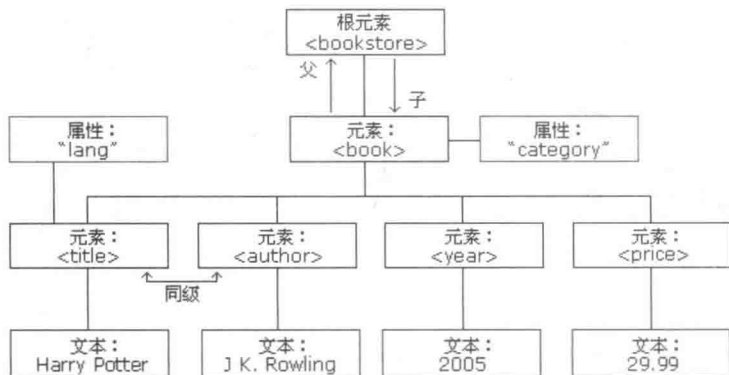 根元素
<bookstore>
父
子
属性：
"lang"
元素：
<book>
属性：
"category"
元素：
<title>
元素：
<author>
元素：
<year>
元素：
<price>
同级
文本：
Harry Potter
文本：
J K. Rowling
文本：
2005
文本：
29.99